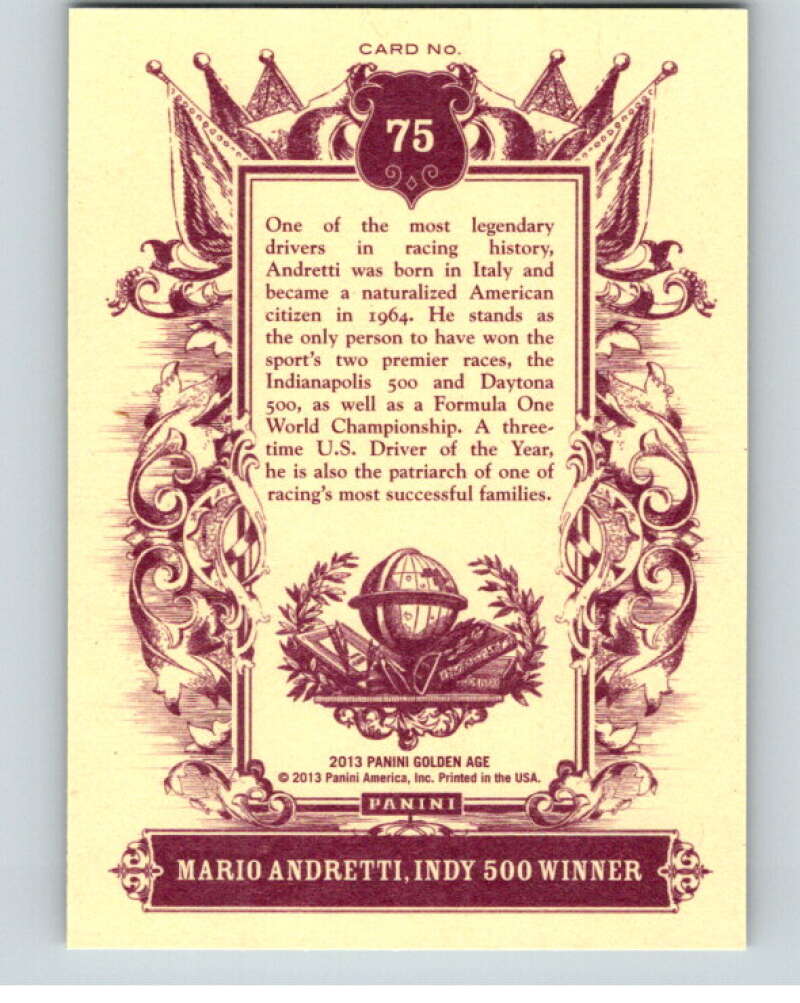 CARD NO.
75
One of the most legendary
drivers in racing history,
Andretti was born in Italy and
became a naturalized American
citizen in 1964. He stands as
the only person to have won the
sport's two premier races, the
Indianapolis 500 and Daytona
500, as well as a Formula One
World Championship. A three-
time U.S. Driver of the Year,
he is also the patriarch of one of
racing's most successful families.
2013 PANINI GOLDEN AGE
© 2013 Panini America, Inc. Printed in the USA.
PANINI
MARIO ANDRETTI, INDY 500 WINNER